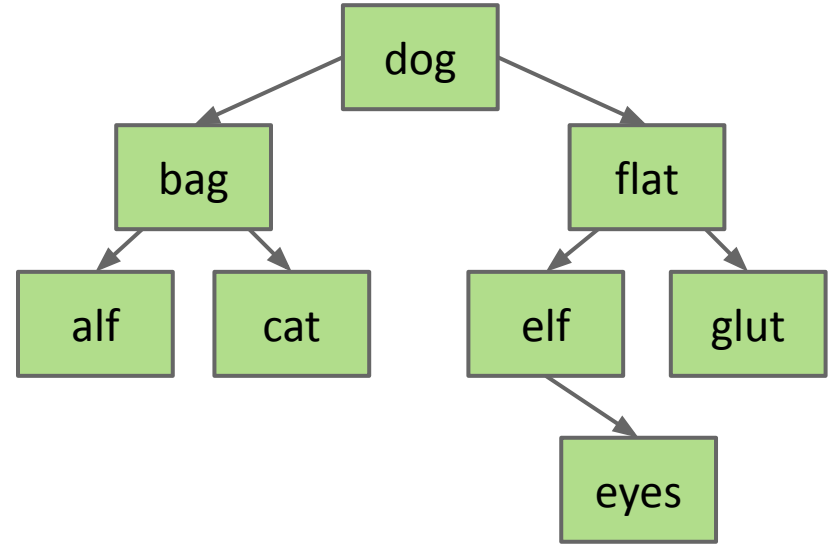 dog
bag
flat
alf
cat
elf
glut
eyes